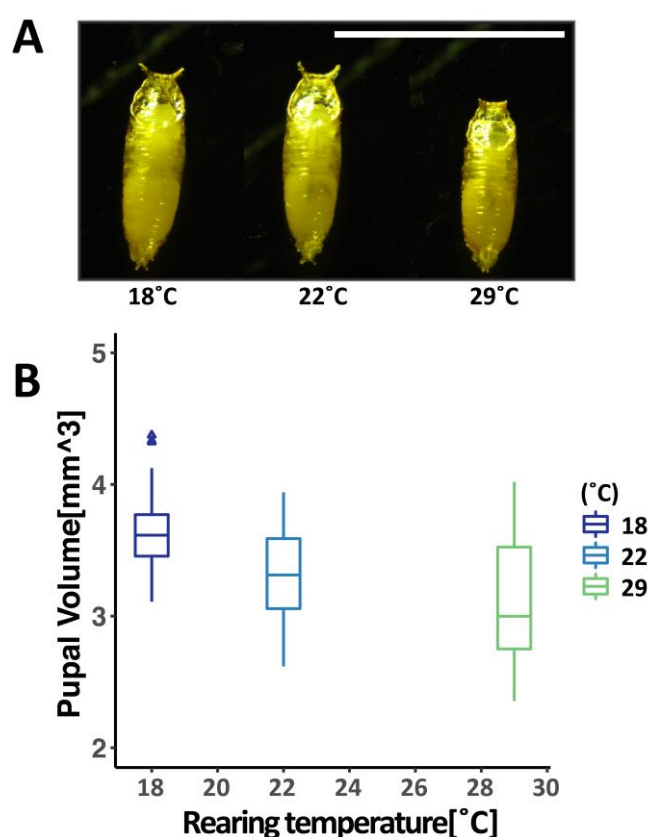 A
18˚C 22˚C 29˚C
B
Pupal Volume[mm^3]
5
4
3
2
18 20 22 24 26 28 30
Rearing temperature[˚C]
(˚C)
18
22
29